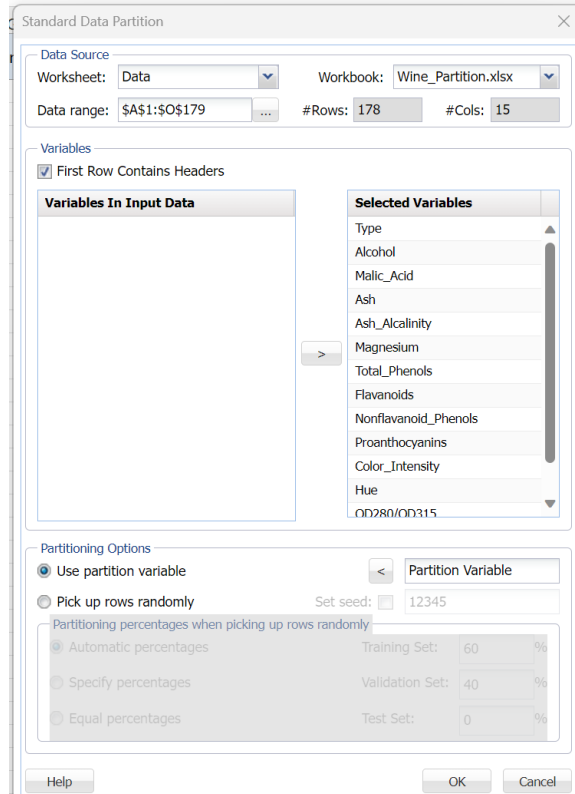 Standard Data Partition
Data Source
Worksheet: Data Workbook: Wine_Partition.xlsx
Data range: $A$1:$O$179 ... #Rows: 178 #Cols: 15
Variables
First Row Contains Headers
Variables In Input Data
Selected Variables
Type
Alcohol
Malic_Acid
Ash
Ash_Alcalinity
Magnesium
>
Total_Phenols
Flavanoids
Nonflavanoid_Phenols
Proanthocyanins
Color_Intensity
Hue
OD280/OD315
Partitioning Options
Use partition variable < Partition Variable
Pick up rows randomly Set seed: 12345
Partitioning percentages when picking up rows randomly
Automatic percentages Training Set: 60 %
Specify percentages Validation Set: 40 %
Equal percentages Test Set: 0 %
Help OK Cancel